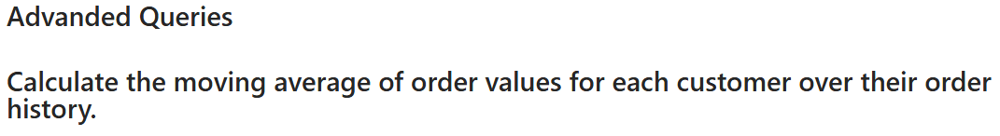 Advanded Queries
Calculate the moving average of order values for each customer over their order
history.